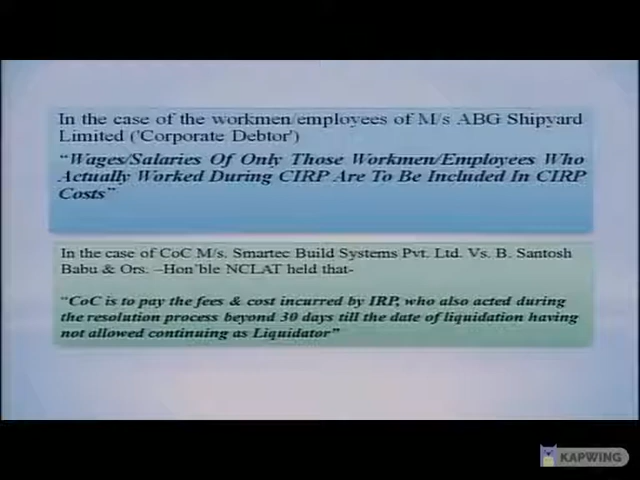 In the case of the workmen/employees of M/s ABG Shipyard
Limited ('Corporate Debtor')
“Wages/Salaries Of Only Those Workmen/Employees Who
Actually Worked During CIRP Are To Be Included In CIRP
Costs”
In the case of CoC M/s. Smartec Build Systems Pvt. Ltd. Vs. B. Santosh
Babu & Ors. –Hon’ble NCLAT held that-
“CoC is to pay the fees & cost incurred by IRP, who also acted during
the resolution process beyond 30 days till the date of liquidation having
not allowed continuing as Liquidator”
KAPWING